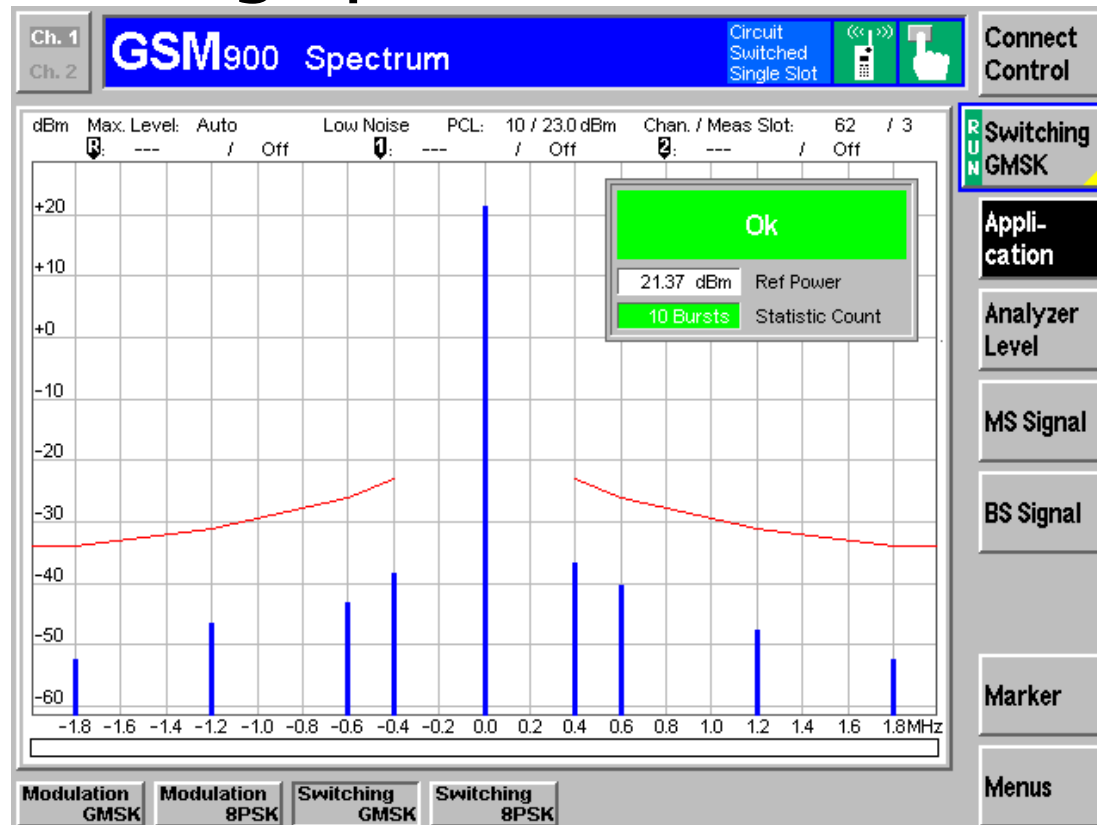 Ch. 1
Ch. 2
GSM900 Spectrum
Circuit
Switched
Single Slot
Connect
Control
dBm Max. Level: Auto Low Noise PCL: 10 / 23.0 dBm Chan. / Meas Slot: 62 / 3
R: --- / Off 1: --- / Off 2: --- / Off
RUN
Switching
GMSK
Ok
21.37 dBm Ref Power
10 Bursts Statistic Count
Appli-
cation
Analyzer
Level
MS Signal
BS Signal
Marker
Menus
+20
+10
+0
-10
-20
-30
-40
-50
-60
-1.8 -1.6 -1.4 -1.2 -1.0 -0.8 -0.6 -0.4 -0.2 0.0 0.2 0.4 0.6 0.8 1.0 1.2 1.4 1.6 1.8MHz
Modulation
GMSK
Modulation
8PSK
Switching
GMSK
Switching
8PSK